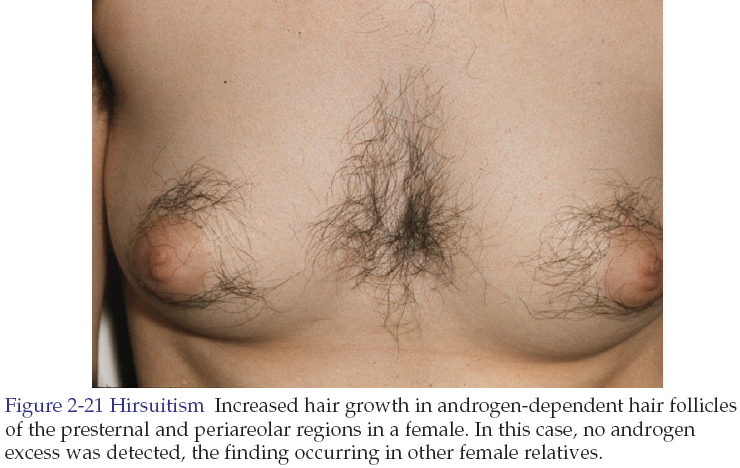 Figure 2-21 Hirsuitism Increased hair growth in androgen-dependent hair follicles
of the presternal and periareolar regions in a female. In this case, no androgen
excess was detected, the finding occurring in other female relatives.